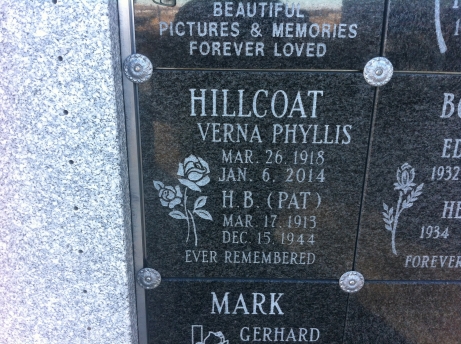 BEAUTIFUL
PICTURES & MEMORIES
FOREVER LOVED
HILLCOAT
VERNA PHYLLIS
MAR. 26. 1918
JAN. 6. 2014
H.B. (PAT)
MAR. 17. 1913
DEC. 15. 1944
EVER REMEMBERED
MARK
GERHARD
1932
1934
FOREVER